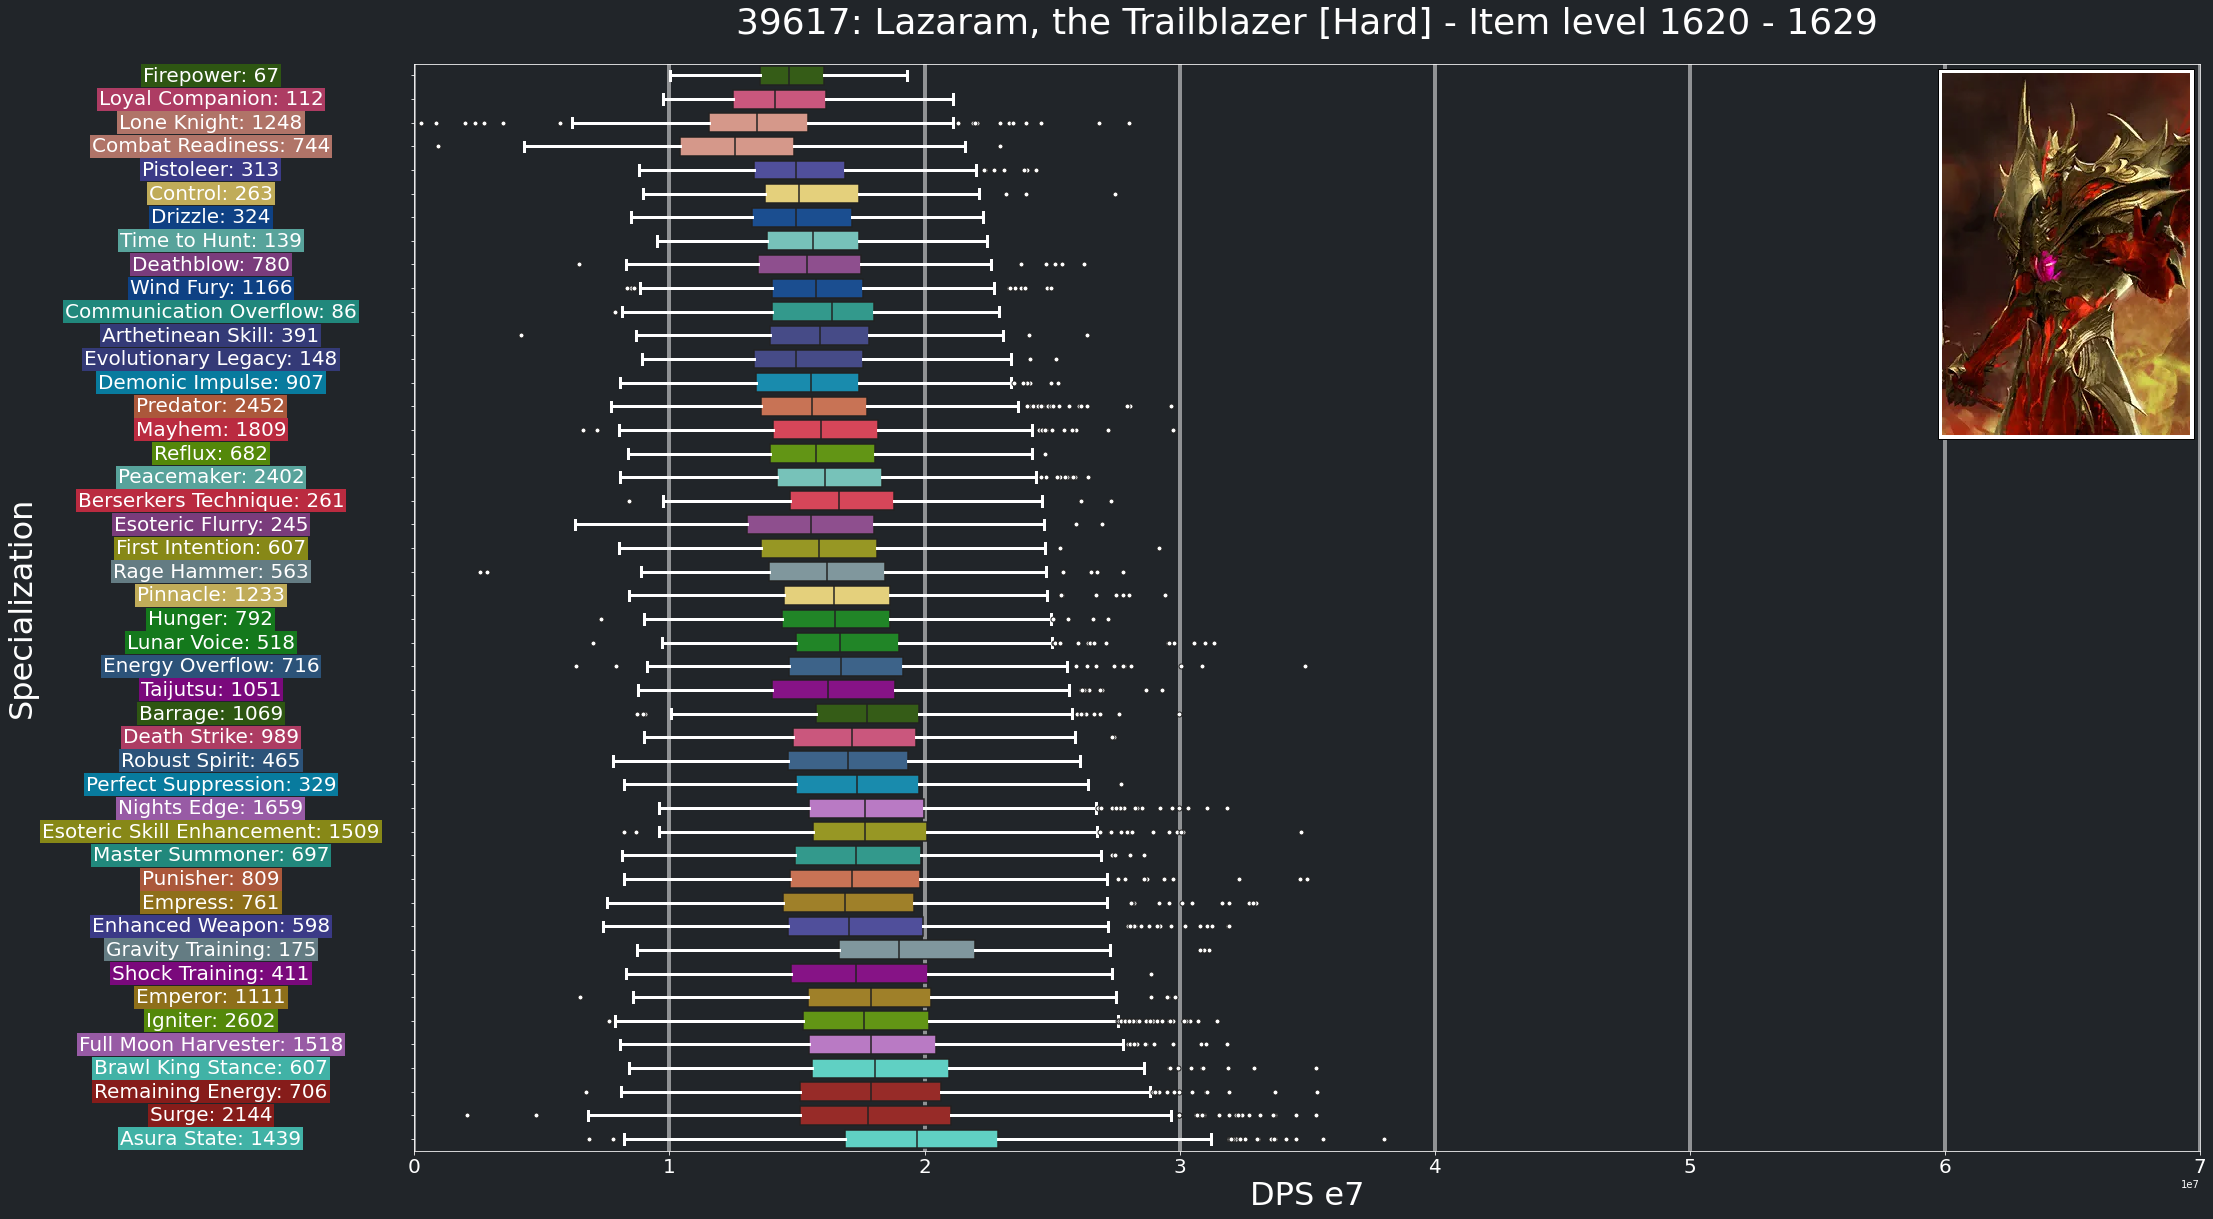 39617: Lazaram, the Trailblazer [Hard] - Item level 1620 - 1629
Specialization
Firepower: 67
Loyal Companion: 112
Lone Knight: 1248
Combat Readiness: 744
Pistoleer: 313
Control: 263
Drizzle: 324
Time to Hunt: 139
Deathblow: 780
Wind Fury: 1166
Communication Overflow: 86
Arthetinean Skill: 391
Evolutionary Legacy: 148
Demonic Impulse: 907
Predator: 2452
Mayhem: 1809
Reflux: 682
Peacemaker: 2402
Berserkers Technique: 261
Esoteric Flurry: 245
First Intention: 607
Rage Hammer: 563
Pinnacle: 1233
Hunger: 792
Lunar Voice: 518
Energy Overflow: 716
Taijutsu: 1051
Barrage: 1069
Death Strike: 989
Robust Spirit: 465
Perfect Suppression: 329
Nights Edge: 1659
Esoteric Skill Enhancement: 1509
Master Summoner: 697
Punisher: 809
Empress: 761
Enhanced Weapon: 598
Gravity Training: 175
Shock Training: 411
Emperor: 1111
Igniter: 2602
Full Moon Harvester: 1518
Brawl King Stance: 607
Remaining Energy: 706
Surge: 2144
Asura State: 1439
0 1 2 3 4 5 6 7
1e7
DPS e7